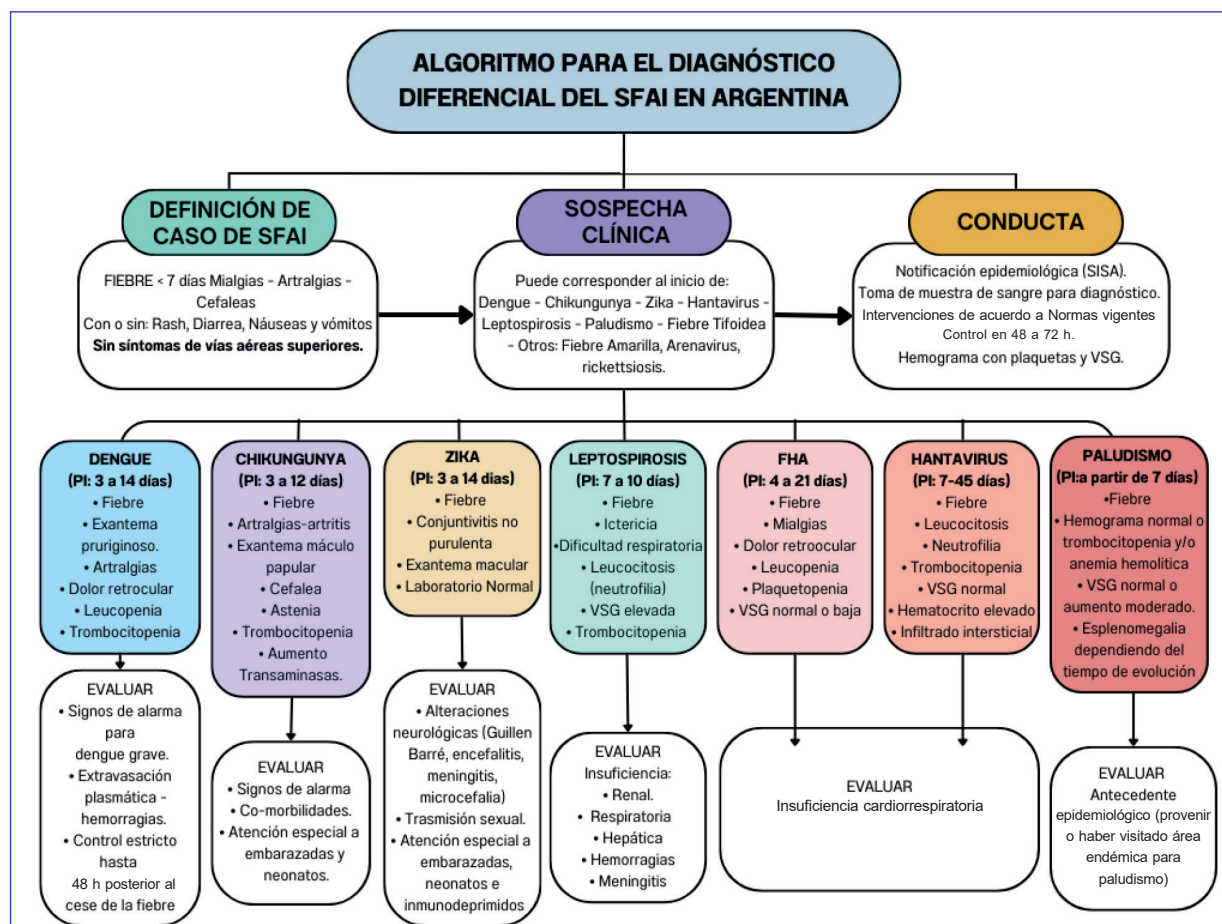 ALGORITMO PARA EL DIAGNÓSTICO
DIFERENCIAL DEL SFAI EN ARGENTINA
DEFINICIÓN DE
CASO DE SFAI
FIEBRE < 7 días Mialgias - Artralgias -
Cefaleas
Con o sin: Rash, Diarrea, Náuseas y vómitos
Sin síntomas de vías aéreas superiores.
SOSPECHA
CLÍNICA
Puede corresponder al inicio de:
Dengue - Chikungunya - Zika - Hantavirus -
Leptospirosis - Paludismo - Fiebre Tifoidea
- Otros: Fiebre Amarilla, Arenavirus,
rickettsiosis.
CONDUCTA
Notificación epidemiológica (SISA).
Toma de muestra de sangre para diagnóstico.
Intervenciones de acuerdo a Normas vigentes
Control en 48 a 72 h.
Hemograma con plaquetas y VSG.
DENGUE
(PI: 3 a 14 días)
• Fiebre
• Exantema
pruriginoso.
• Artralgias
• Dolor retrocular
• Leucopenia
• Trombocitopenia
EVALUAR
• Signos de alarma
para
dengue grave.
• Extravasación
plasmática -
hemorragias.
• Control estricto
hasta
48 h posterior al
cese de la fiebre
CHIKUNGUNYA
(PI: 3 a 12 días)
• Fiebre
• Artralgias-artritis
• Exantema máculo
papular
• Cefalea
• Astenia
• Trombocitopenia
• Aumento
Transaminasas.
EVALUAR
• Signos de alarma
• Co-morbilidades.
• Atención especial a
embarazadas y
neonatos.
ZIKA
(PI: 3 a 14 dias)
• Fiebre
• Conjuntivitis no
purulenta
• Exantema macular
• Laboratorio Normal
EVALUAR
• Alteraciones
neurológicas (Guillen
Barré, encefalitis,
meningitis,
microcefalia)
• Trasmisión sexual.
• Atención especial a
embarazadas,
neonatos e
inmunodeprimidos
LEPTOSPIROSIS
(PI: 7 a 10 días)
• Fiebre
• Ictericia
•Dificultad respiratoria
• Leucocitosis
(neutrofilia)
• VSG elevada
• Trombocitopenia
EVALUAR
Insuficiencia:
• Renal.
• Respiratoria
• Hepática
• Hemorragias
• Meningitis
FHA
(PI: 4 a 21 días)
• Fiebre
• Mialgias
• Dolor retroocular
• Leucopenia
• Plaquetopenia
• VSG normal o baja
HANTAVIRUS
(PI: 7-45 días)
• Fiebre
• Leucocitosis
• Neutrofilia
• Trombocitopenia
• VSG normal
• Hematocrito elevado
• Infiltrado intersticial
EVALUAR
Insuficiencia cardiorrespiratoria
PALUDISMO
(PI:a partir de 7 días)
•Fiebre
• Hemograma normal o
trombocitopenia y/o
anemia hemolitica
• VSG normal o
aumento moderado.
• Esplenomegalia
dependiendo del
tiempo de evolución
EVALUAR
Antecedente
epidemiológico (provenir
o haber visitado área
endémica para
paludismo)